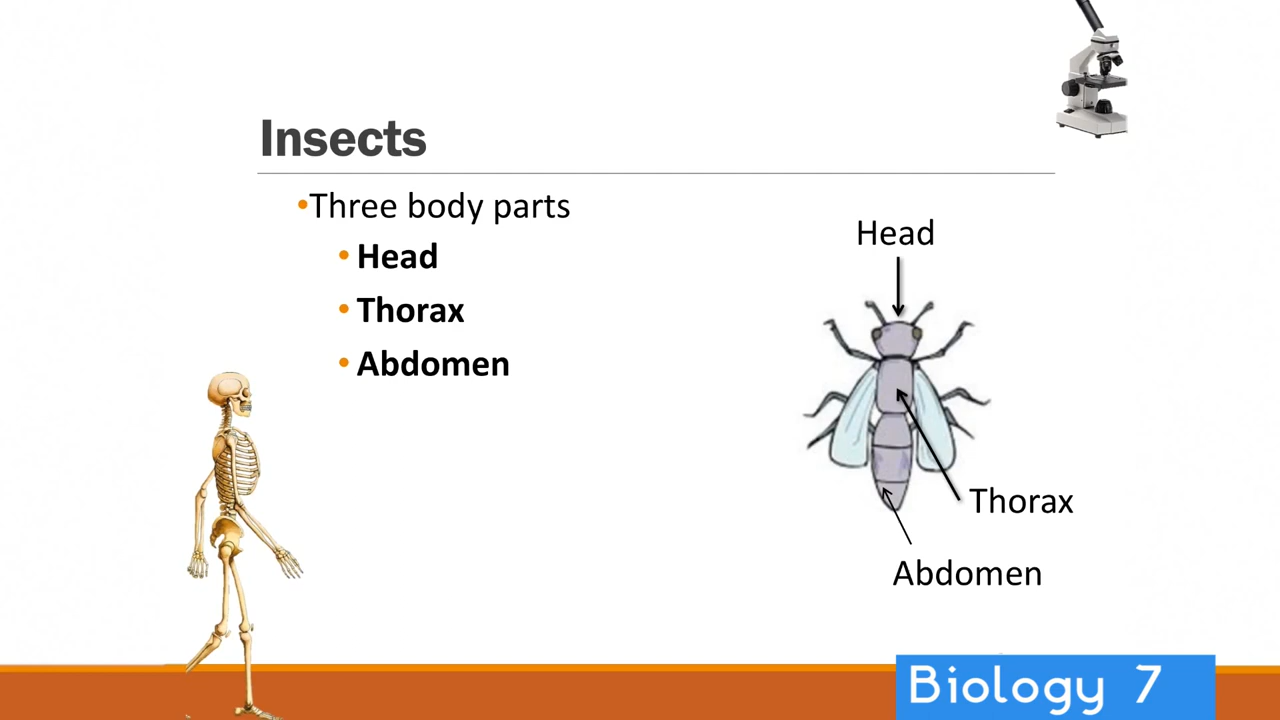 Insects
•Three body parts
• Head
• Thorax
• Abdomen
Head
Thorax
Abdomen
Biology 7